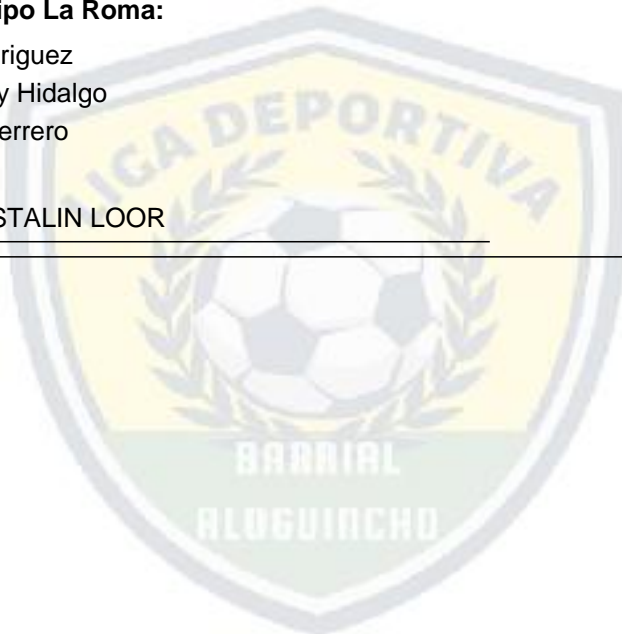 ipo La Roma:
riguez
y Hidalgo
errero
STALIN LOOR
LIGA DEPORTIVA
BARRIAL
ALUGUINCHO